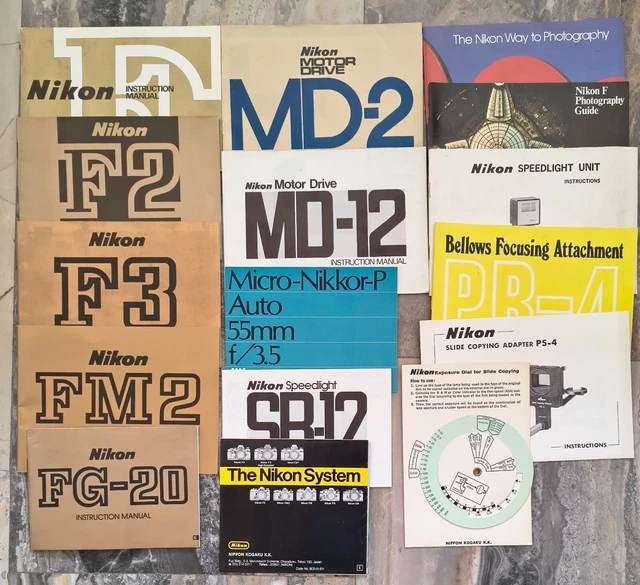 Nikon
INSTRUCTION
MANUAL
F
Nikon
F2
Nikon
F3
Nikon
FM2
Nikon
FG-20
INSTRUCTION MANUAL
E
Nikon
MOTOR
DRIVE
MD-2
Nikon Motor Drive
MD-12
INSTRUCTION MANUAL
Micro-Nikkor-P
Auto
55mm
f/3.5
Nikon Speedlight
SB-12
The Nikon System
Nikon
NIPPON KOGAKU K.K.
E
The Nikon Way to Photography
Nikon F
Photography
Guide
Nikon SPEEDLIGHT UNIT
INSTRUCTIONS
Bellows Focusing Attachment
PB-4
Nikon
SLIDE COPYING ADAPTER PS-4
INSTRUCTIONS
Nikon Exposure Dial for Slide Copying
How to use:
NIPPON KOGAKU K.K.